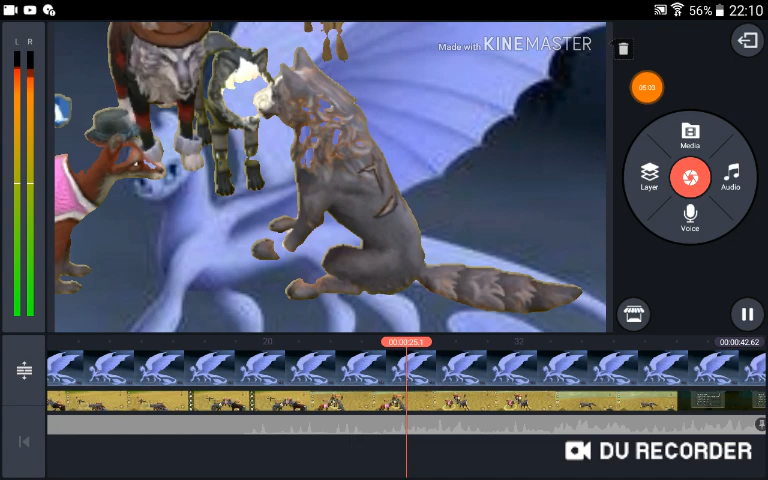 56% 22:10
L R
Made with KINEMASTER
05:03
Media
Layer
Audio
Voice
20
00:00:25.1
32
00:00:42.62
DU RECORDER